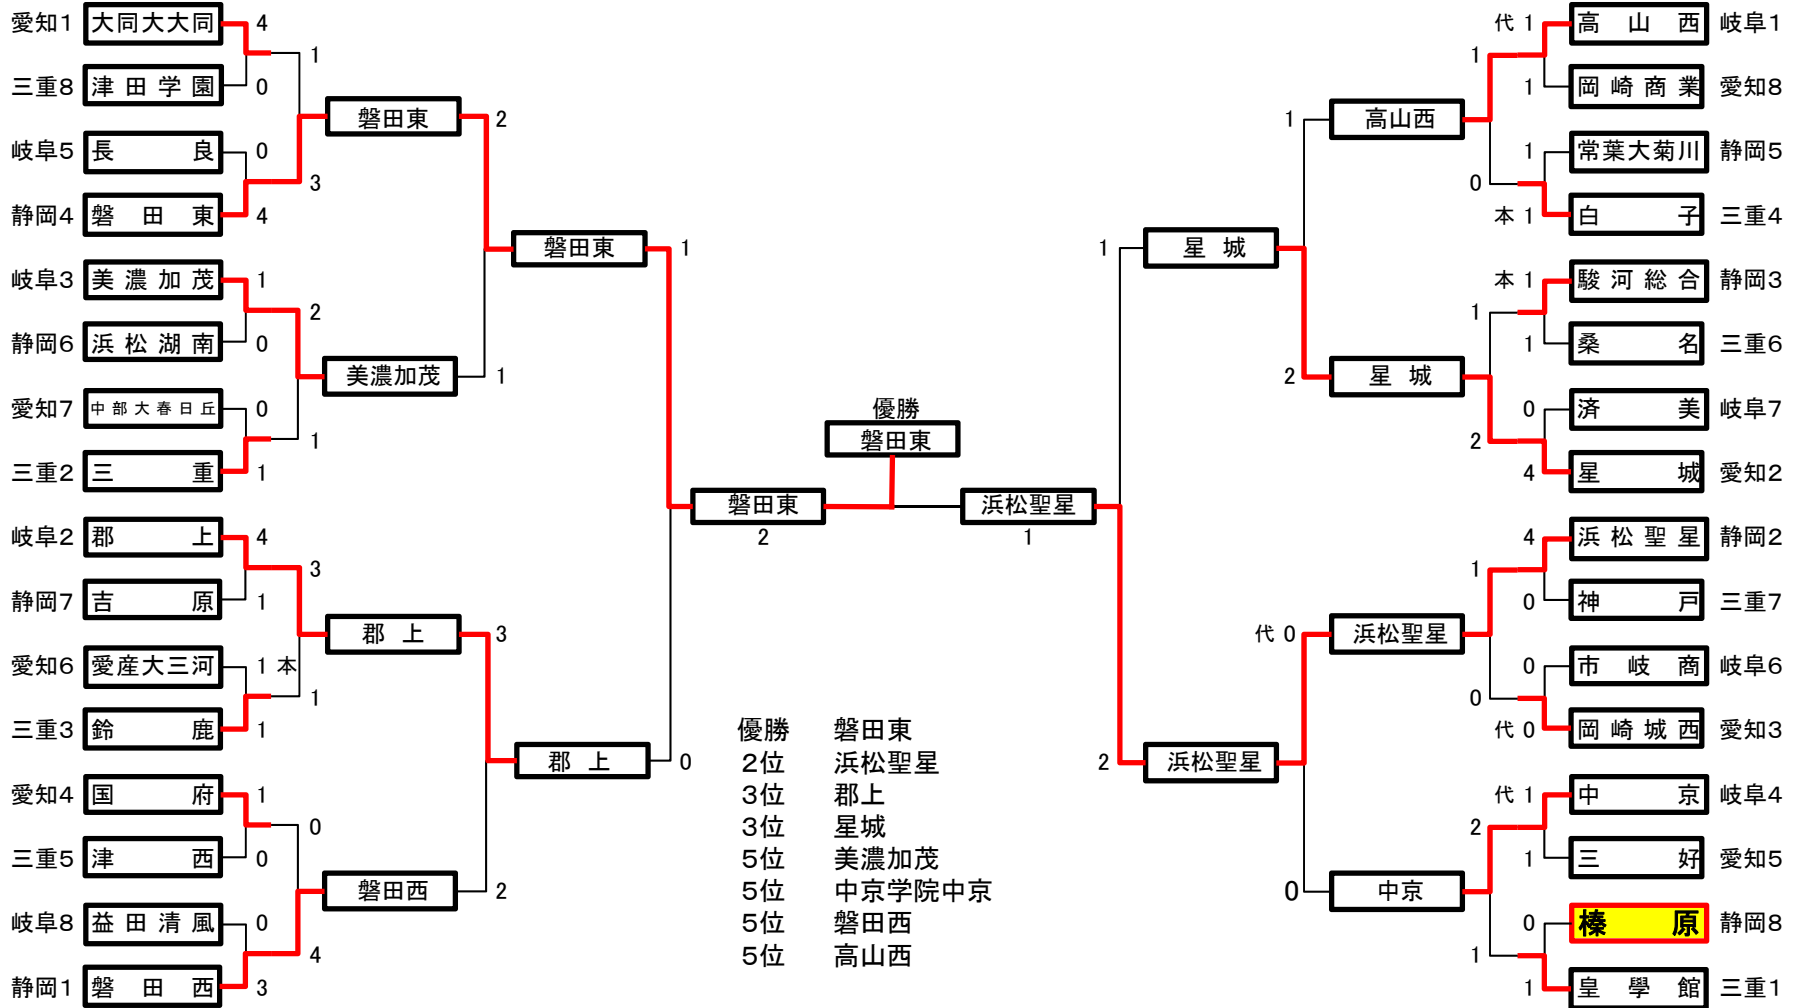 愛知1 大同大大同 4
1
三重8 津田学園 0
磐田東 2
岐阜5 長良 0
3
静岡4 磐田東 4
磐田東 1
岐阜3 美濃加茂 1
2
静岡6 浜松湖南 0
美濃加茂 1
愛知7 中部大春日丘 0
1
三重2 三重 1
優勝
磐田東
磐田東
2
浜松聖星
1
岐阜2 郡上 4
3
静岡7 吉原 1
郡上 3
愛知6 愛産大三河 1 本
1
三重3 鈴鹿 1
郡上 0
愛知4 国府 1
0
三重5 津西 0
磐田西 2
岐阜8 益田清風 0
4
静岡1 磐田西 3
代 1 高山西 岐阜1
1
1 岡崎商業 愛知8
1 高山西
1 常葉大菊川 静岡5
0
本 1 白子 三重4
1 星城
本 1 駿河総合 静岡3
1
1 桑名 三重6
2 星城
0 済美 岐阜7
2
4 星城 愛知2
4 浜松聖星 静岡2
1
0 神戸 三重7
代 0 浜松聖星
0 市岐商 岐阜6
0
代 0 岡崎城西 愛知3
2 浜松聖星
代 1 中京 岐阜4
2
1 三好 愛知5
0 中京
0 榛原 静岡8
1
1 皇學館 三重1
優勝 磐田東
2位 浜松聖星
3位 郡上
3位 星城
5位 美濃加茂
5位 中京学院中京
5位 磐田西
5位 高山西